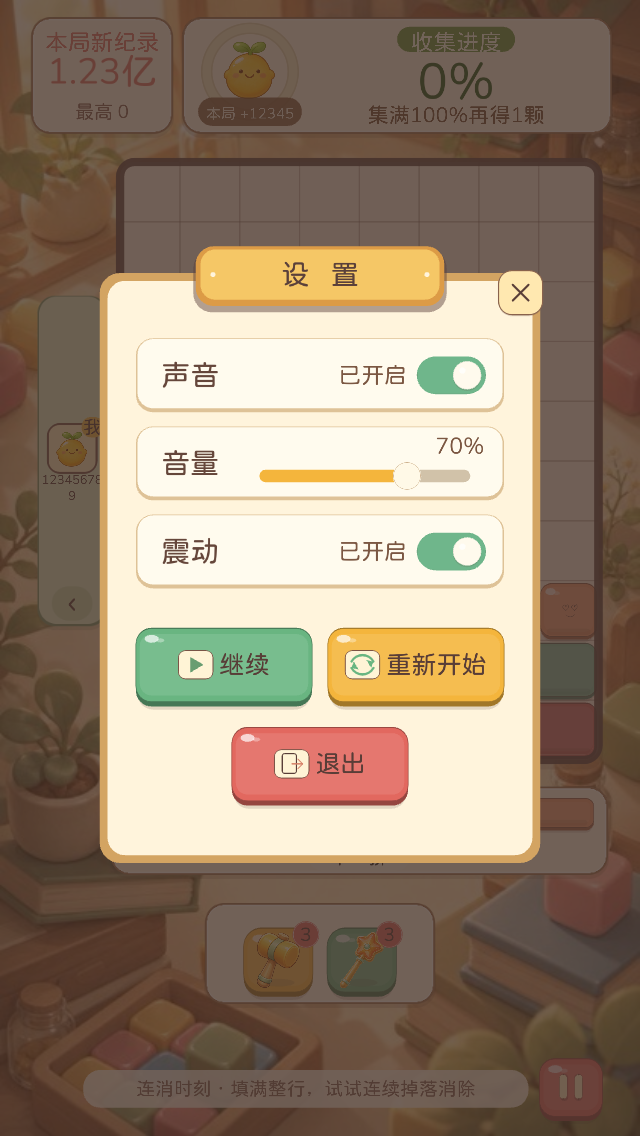 本局新纪录
1.23亿
最高 0
本局 +12345
收集进度
0%
集满100%再得1颗
设置
声音
已开启
我
12345678
9
音量
70%
震动
已开启
继续
重新开始
退出
3
3
连消时刻·填满整行，试试连续掉落消除